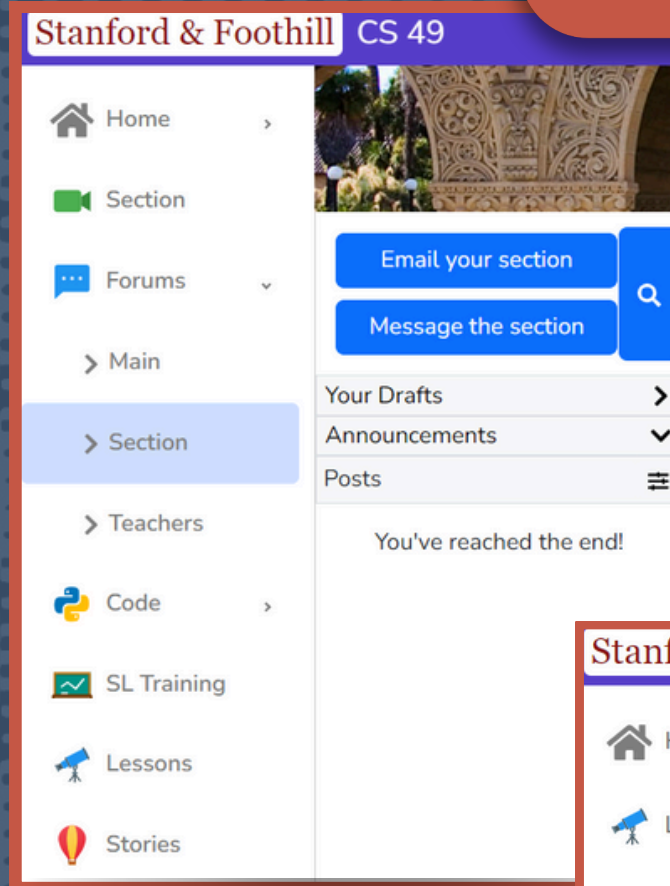 Stanford & Foothill CS 49
Home
Section
Forums
Main
Section
Teachers
Code
SL Training
Lessons
Stories
Email your section
Message the section
Your Drafts
Announcements
Posts
You've reached the end!